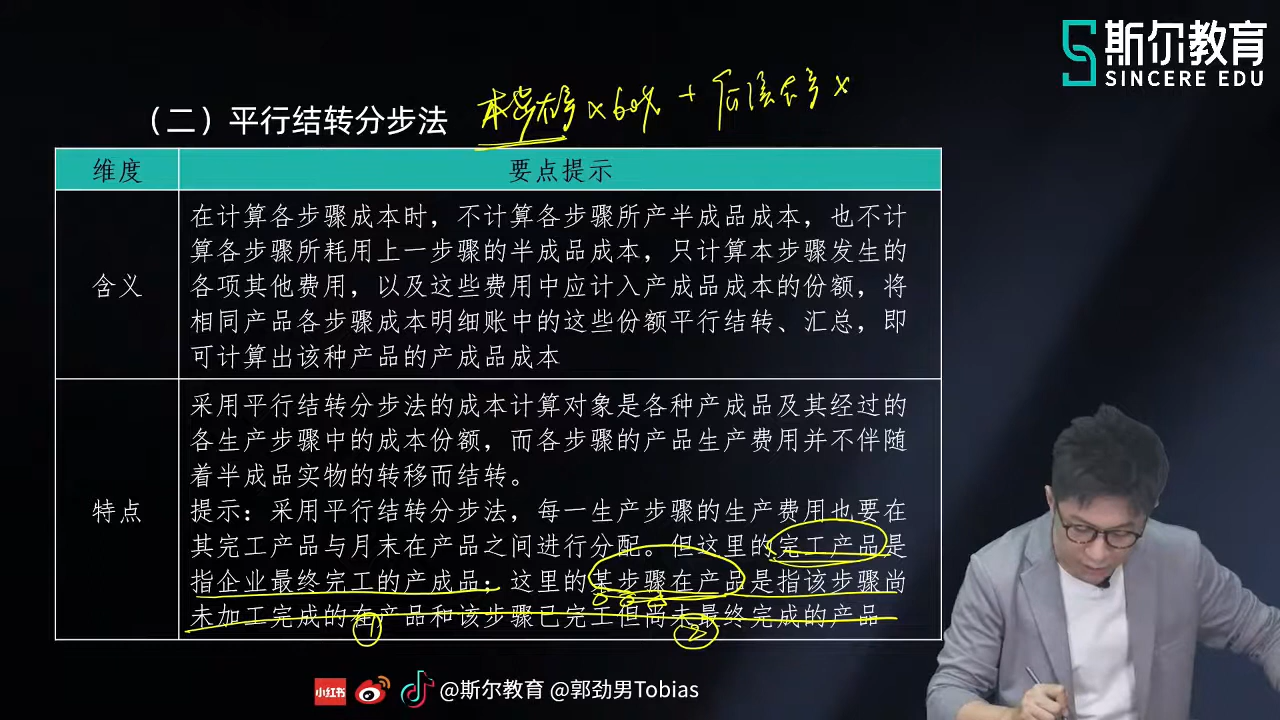 斯尔教育
SINCERE EDU
(二)平行结转分步法
本步在产 × 60% + 后续在产 ×
维度
要点提示
含义
在计算各步骤成本时，不计算各步骤所产半成品成本，也不计
算各步骤所耗用上一步骤的半成品成本，只计算本步骤发生的
各项其他费用，以及这些费用中应计入产成品成本的份额，将
相同产品各步骤成本明细账中的这些份额平行结转、汇总，即
可计算出该种产品的产成品成本
特点
采用平行结转分步法的成本计算对象是各种产成品及其经过的
各生产步骤中的成本份额，而各步骤的产品生产费用并不伴随
着半成品实物的转移而结转。
提示：采用平行结转分步法，每一生产步骤的生产费用也要在
其完工产品与月末在产品之间进行分配。但这里的完工产品是
指企业最终完工的产成品；这里的某步骤在产品是指该步骤尚
未加工完成的在产品和该步骤已完工但尚未最终完成的产品
① ②
小红书 @斯尔教育 @郭劲男Tobias